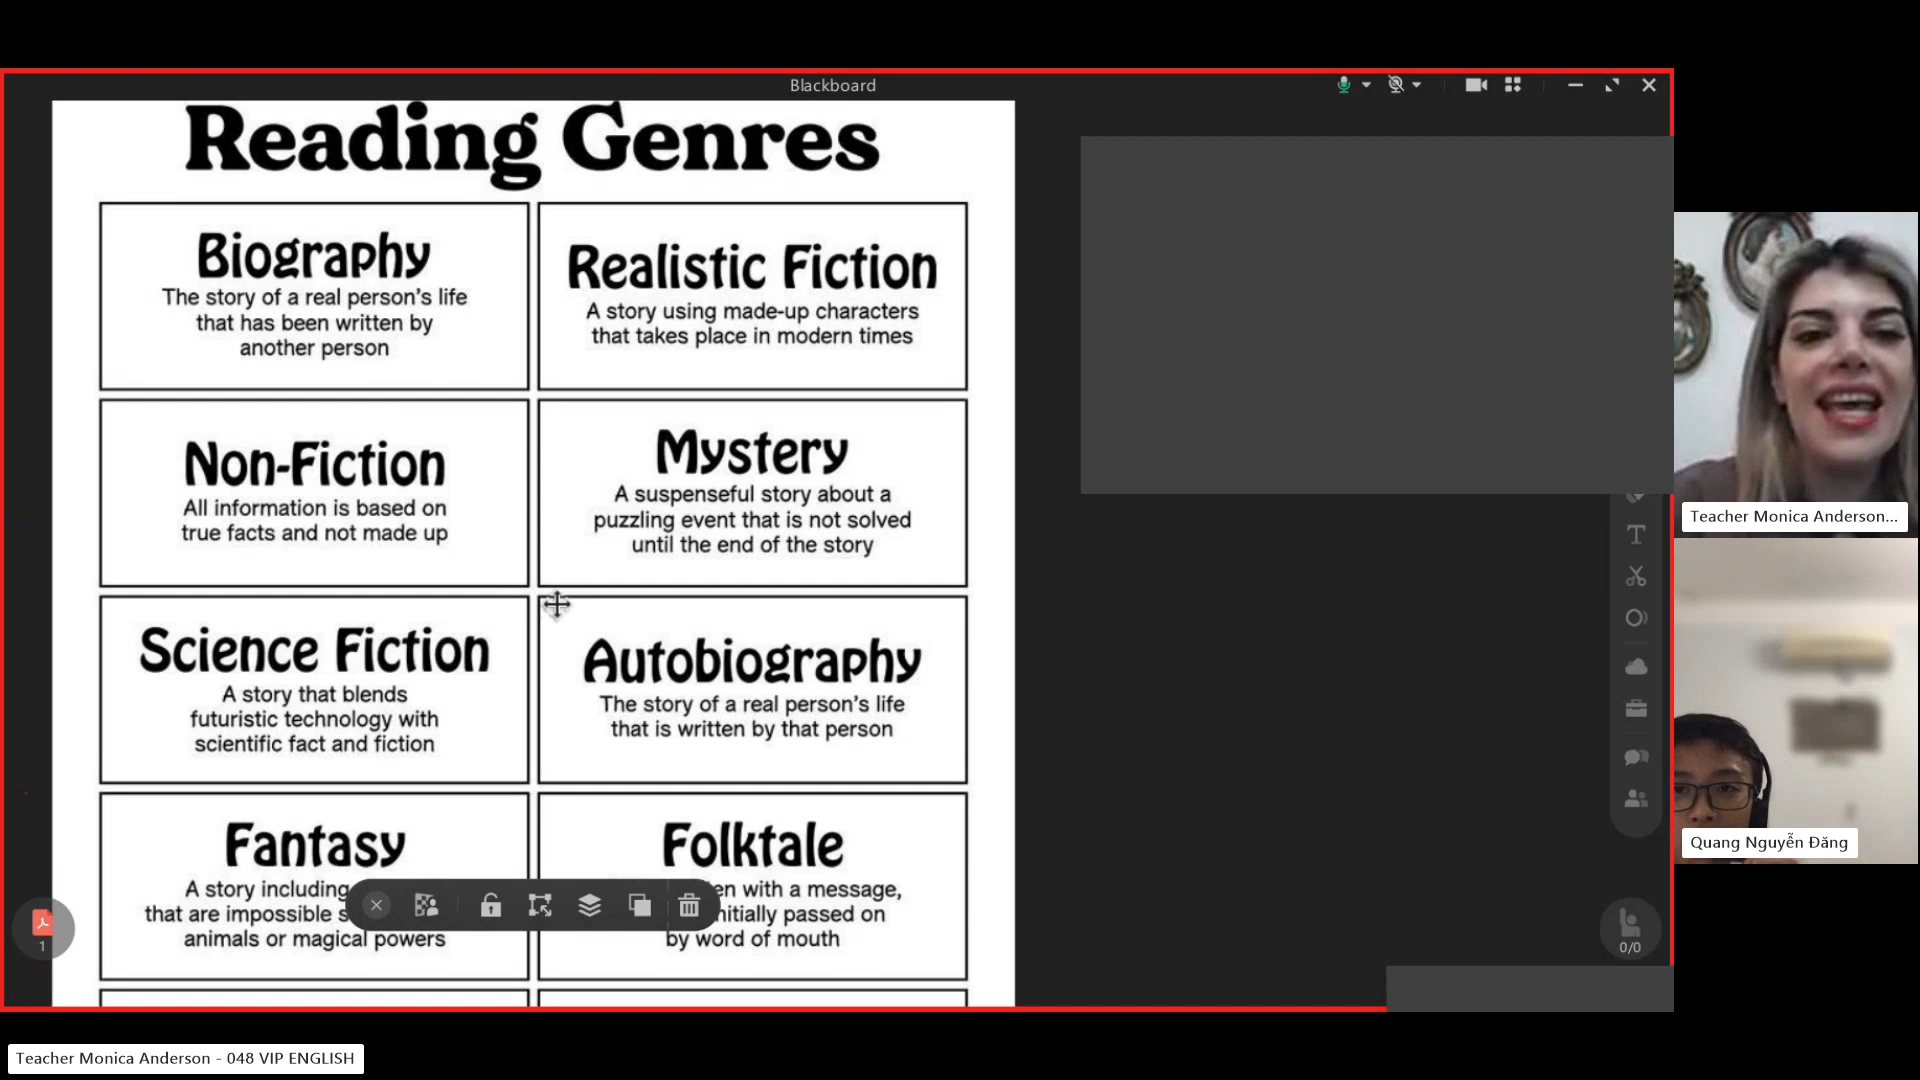 Blackboard
Reading Genres
Biography
The story of a real person's life
that has been written by
another person
Realistic Fiction
A story using made-up characters
that takes place in modern times
Non-Fiction
All information is based on
true facts and not made up
Mystery
A suspenseful story about a
puzzling event that is not solved
until the end of the story
Science Fiction
A story that blends
futuristic technology with
scientific fact and fiction
Autobiography
The story of a real person's life
that is written by that person
Fantasy
A story including
that are impossible
animals or magical powers
Folktale
with a message,
passed on
by word of mouth
1
T
0/0
Teacher Monica Anderson...
Quang Nguyễn Đăng
Teacher Monica Anderson - 048 VIP ENGLISH